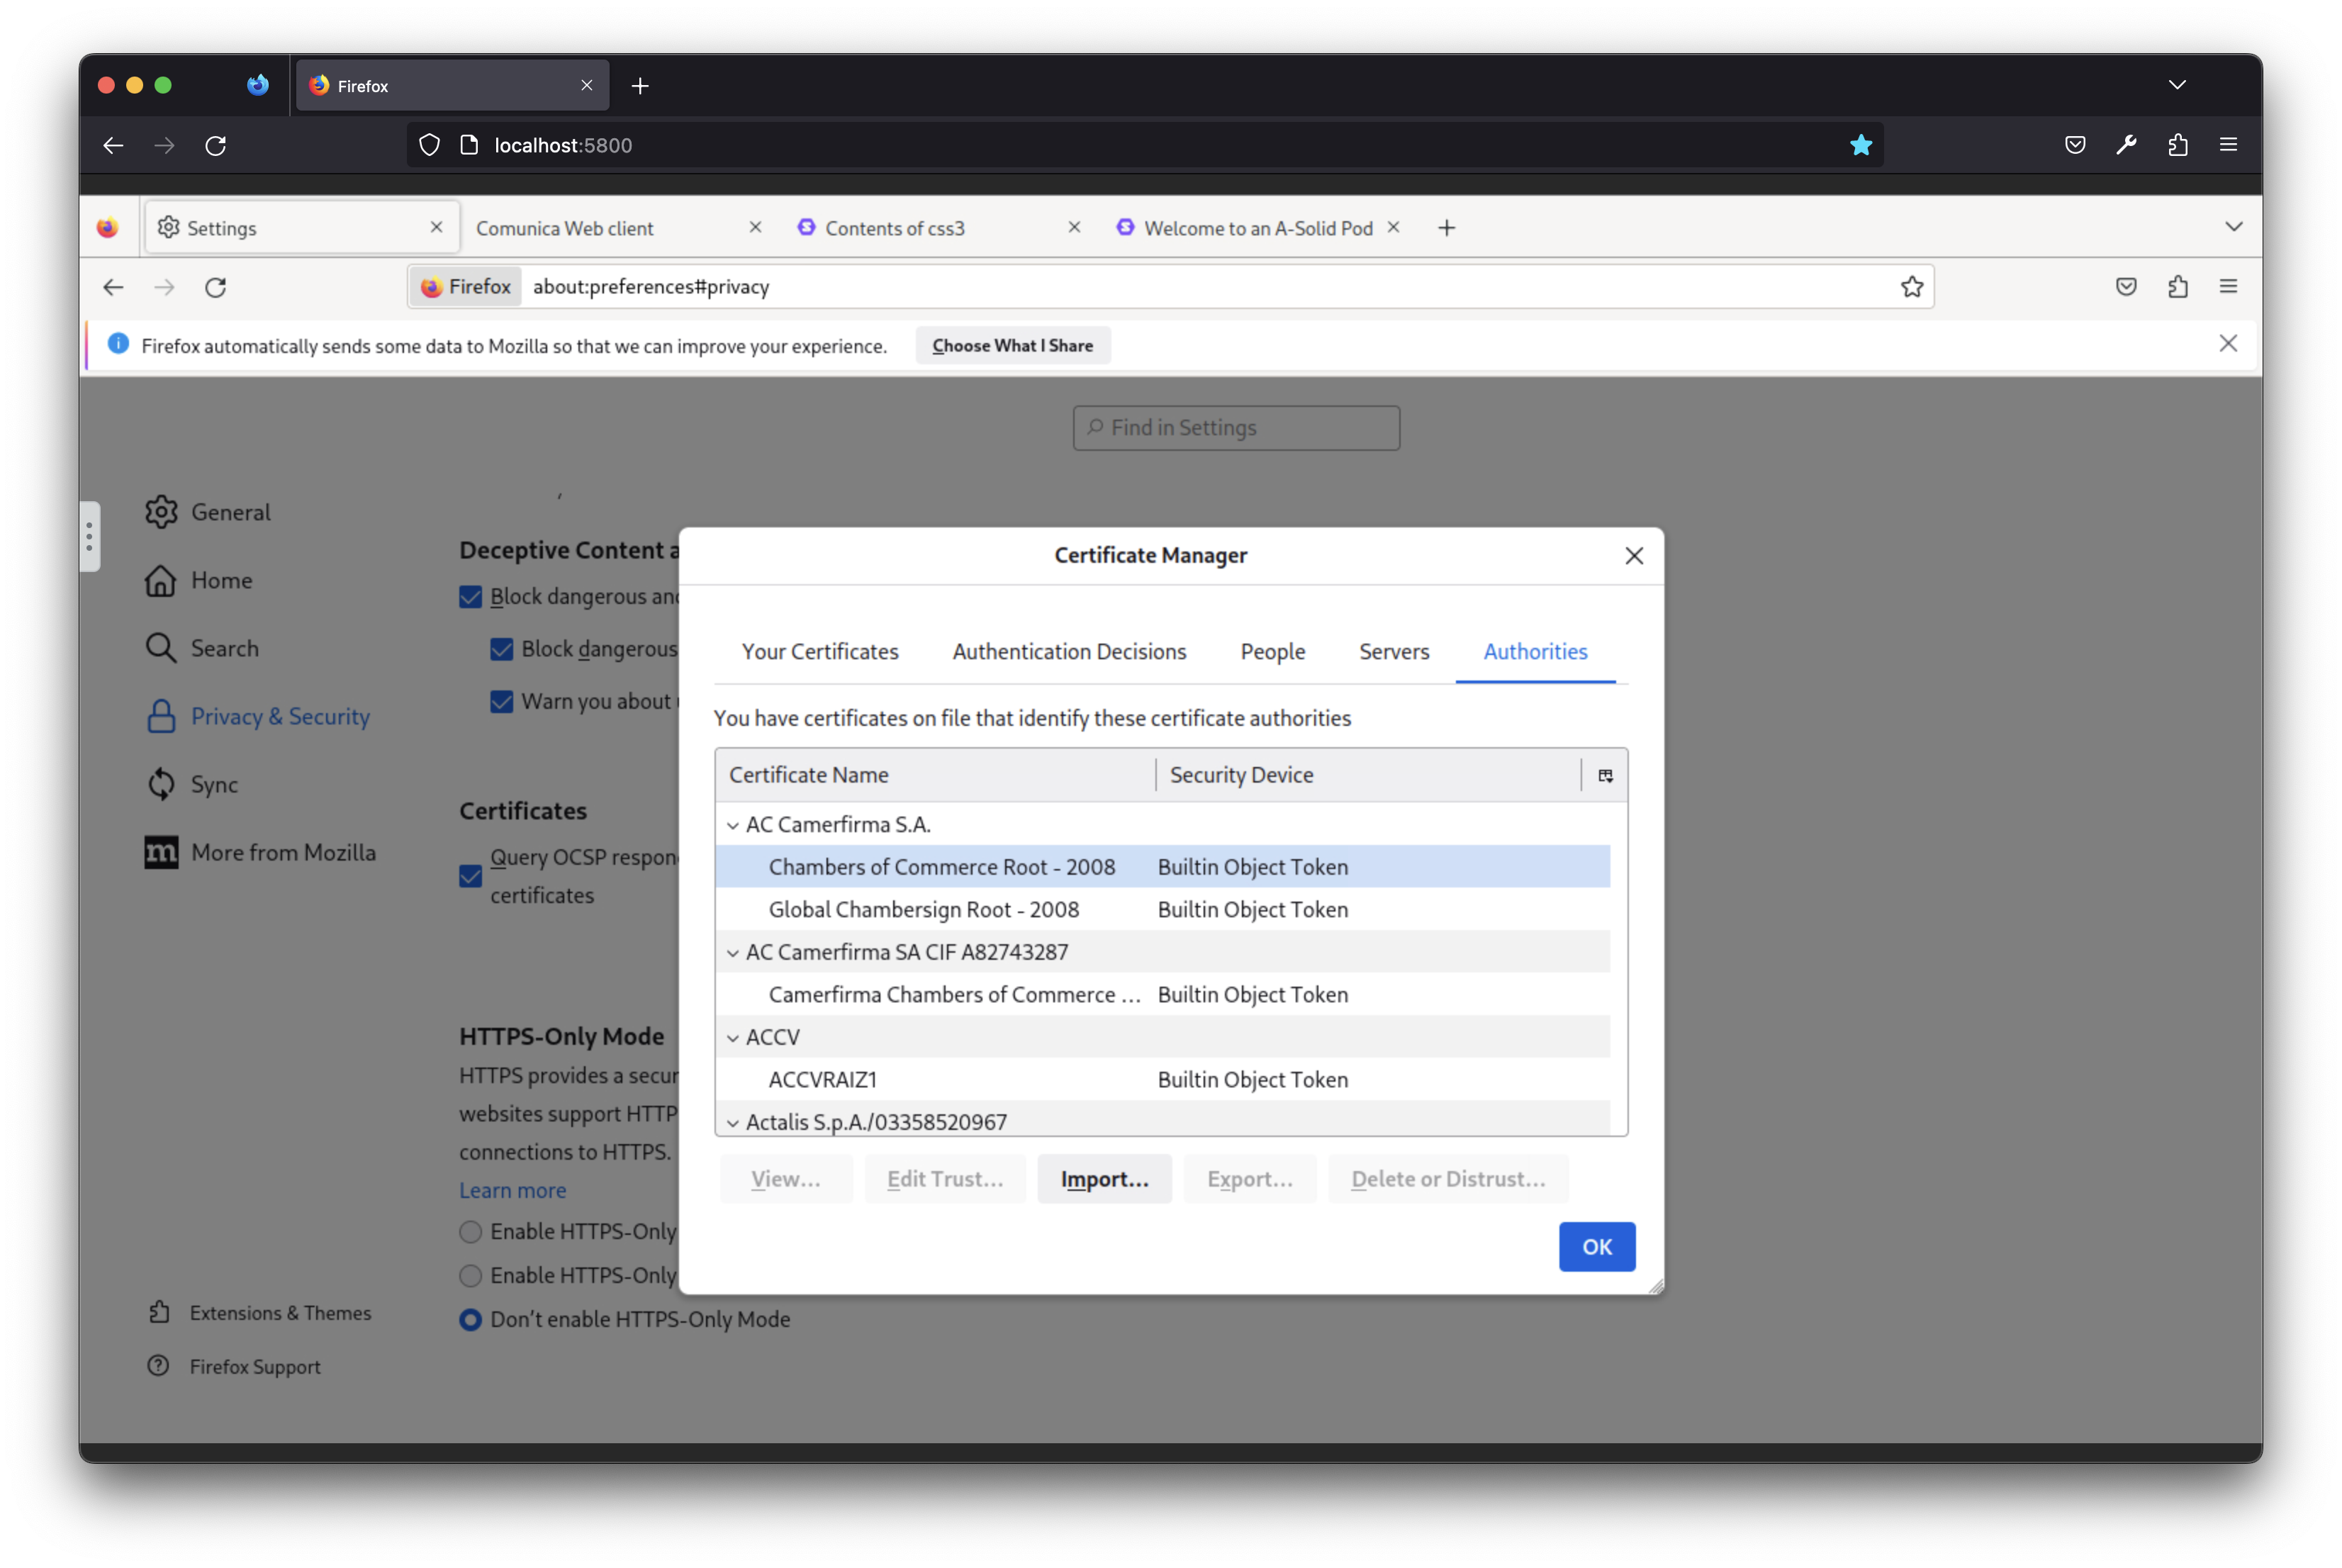 Firefox
localhost:5800
Settings
Comunica Web client
Contents of css3
Welcome to an A-Solid Pod
Firefox
about:preferences#privacy
Firefox automatically sends some data to Mozilla so that we can improve your experience.
Choose What I Share
Find in Settings
General
Home
Search
Privacy & Security
Sync
More from Mozilla
Extensions & Themes
Firefox Support
Deceptive Content
Block dangerous
Block dangerous
Warn you about
Certificates
Query OCSP
certificates
HTTPS-Only Mode
HTTPS provides a
websites support
connections to HTTPS.
Learn more
Enable HTTPS-Only
Enable HTTPS-Only
Don't enable HTTPS-Only Mode
Certificate Manager
Your Certificates
Authentication Decisions
People
Servers
Authorities
You have certificates on file that identify these certificate authorities
Certificate Name
Security Device
AC Camerfirma S.A.
Chambers of Commerce Root - 2008 Builtin Object Token
Global Chambersign Root - 2008 Builtin Object Token
AC Camerfirma SA CIF A82743287
Camerfirma Chambers of Commerce … Builtin Object Token
ACCV
ACCVRAIZ1 Builtin Object Token
Actalis S.p.A./03358520967
View…
Edit Trust…
Import…
Export…
Delete or Distrust…
OK